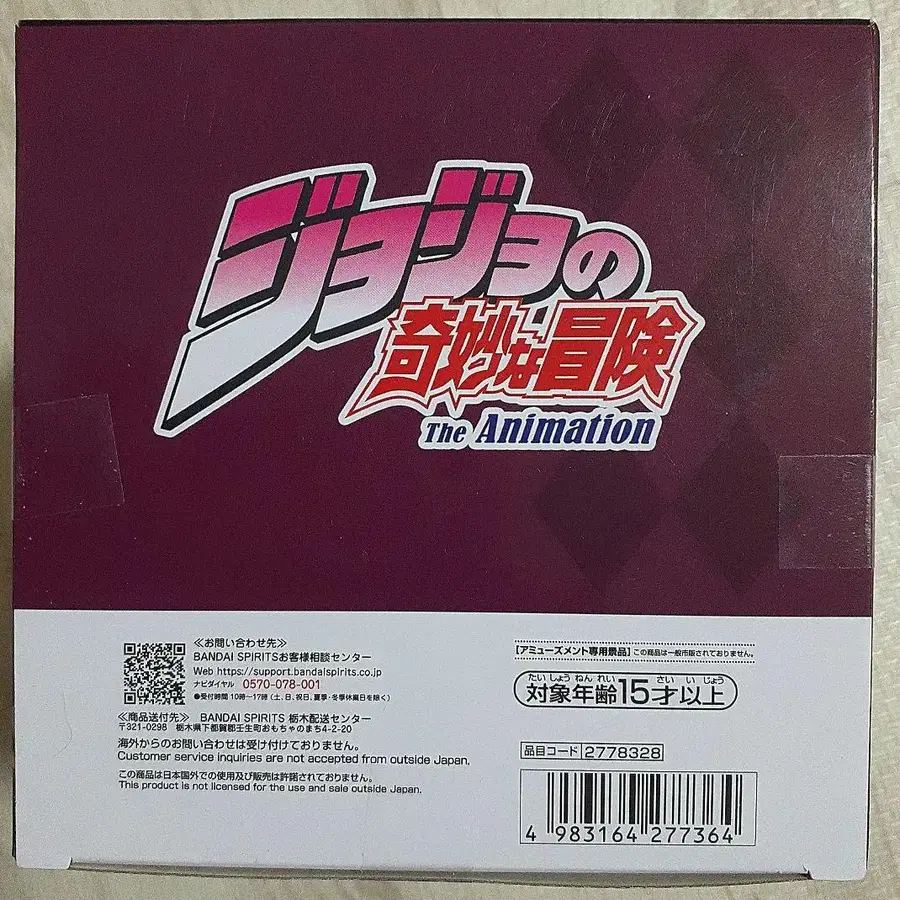 ジョジョの
奇妙な冒険
The Animation
≪お問い合わせ先≫
BANDAI SPIRITSお客様相談センター
Web https://support.bandaispirits.co.jp
ナビダイヤル 0570-078-001
●受付時間 10時〜17時 (土、日、祝日、夏季・冬季休業日を除く)
≪商品送付先≫ BANDAI SPIRITS 栃木配送センター
〒321-0298 栃木県下都賀郡壬生町おもちゃのまち4-2-20
海外からのお問い合わせは受け付けておりません。
Customer service inquiries are not accepted from outside Japan.
この商品は日本国外での使用及び販売は許諾されておりません。
This product is not licensed for the use and sale outside Japan.
【アミューズメント専用景品】 この商品は一般市販されておりません。
たいしょうねんれい さいいじょう
対象年齢15才以上
品目コード 2778328
4 983164 277364